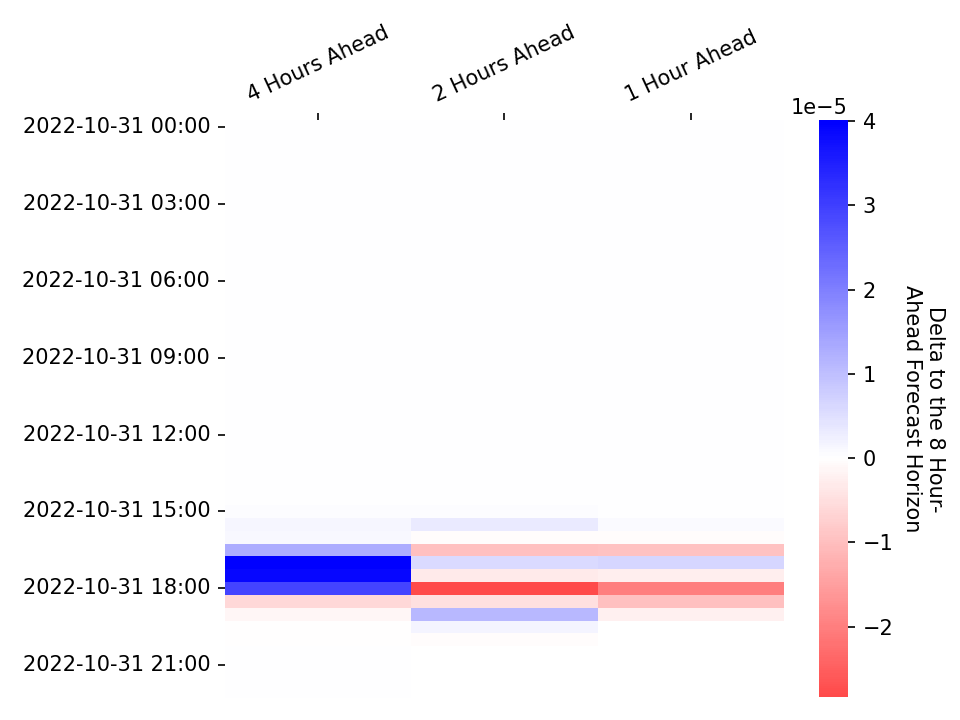 4 Hours Ahead
2 Hours Ahead
1 Hour Ahead
1e−5
2022-10-31 00:00
2022-10-31 03:00
2022-10-31 06:00
2022-10-31 09:00
2022-10-31 12:00
2022-10-31 15:00
2022-10-31 18:00
2022-10-31 21:00
4
3
2
1
0
−1
−2
Delta to the 8 Hour-
Ahead Forecast Horizon